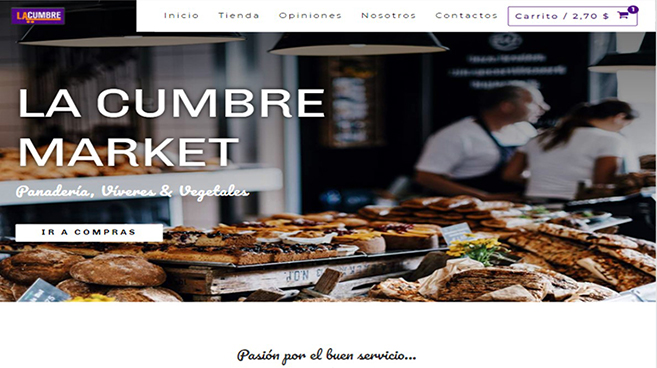 LACUMBRE
Inicio Tienda Opiniones Nosotros Contactos Carrito / 2,70 $ 1
LA CUMBRE
MARKET
Panadería, Víveres & Vegetales
IR A COMPRAS
JON
Pasión por el buen servicio...